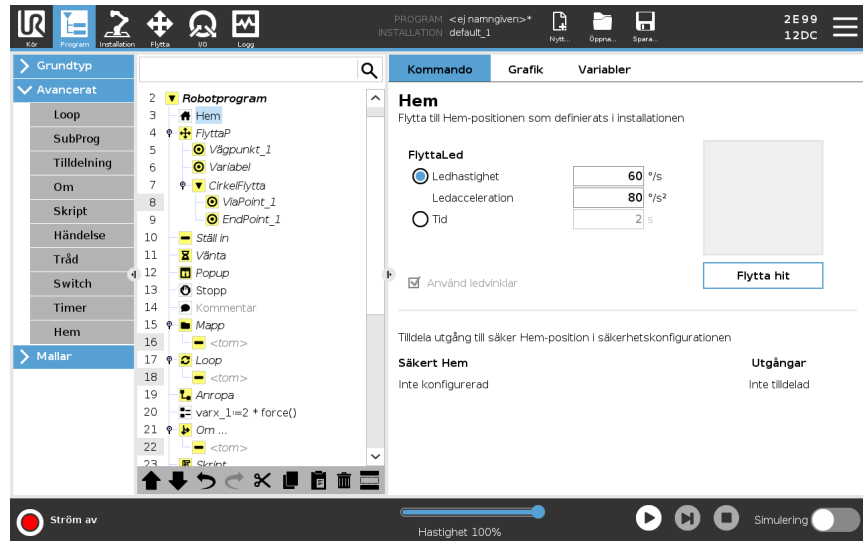 UR
Kör
Program
Installation
Flytta
I/O
Logg
PROGRAM <ej namngiven>*
INSTALLATION default_1
Nytt...
Öppna...
Spara...
2E99
12DC
Grundtyp
Avancerat
Loop
SubProg
Tilldelning
Om
Skript
Händelse
Tråd
Switch
Timer
Hem
Mallar
2 Robotprogram
3 Hem
4 FlyttaP
5 Vägpunkt_1
6 Variabel
7 CirkelFlytta
8 ViaPoint_1
9 EndPoint_1
10 Ställ in
11 Vänta
12 Popup
13 Stopp
14 Kommentar
15 Mapp
16 <tom>
17 Loop
18 <tom>
19 Anropa
20 varx_1:=2 * force()
21 Om ...
22 <tom>
23 Skript
Kommando Grafik Variabler
Hem
Flytta till Hem-positionen som definierats i installationen
FlyttaLed
Ledhastighet 60 °/s
Ledacceleration 80 °/s²
Tid 2 s
Använd ledvinklar
Flytta hit
Tilldela utgång till säker Hem-position i säkerhetskonfigurationen
Säkert Hem Utgångar
Inte konfigurerad Inte tilldelad
Ström av
Hastighet 100%
Simulering